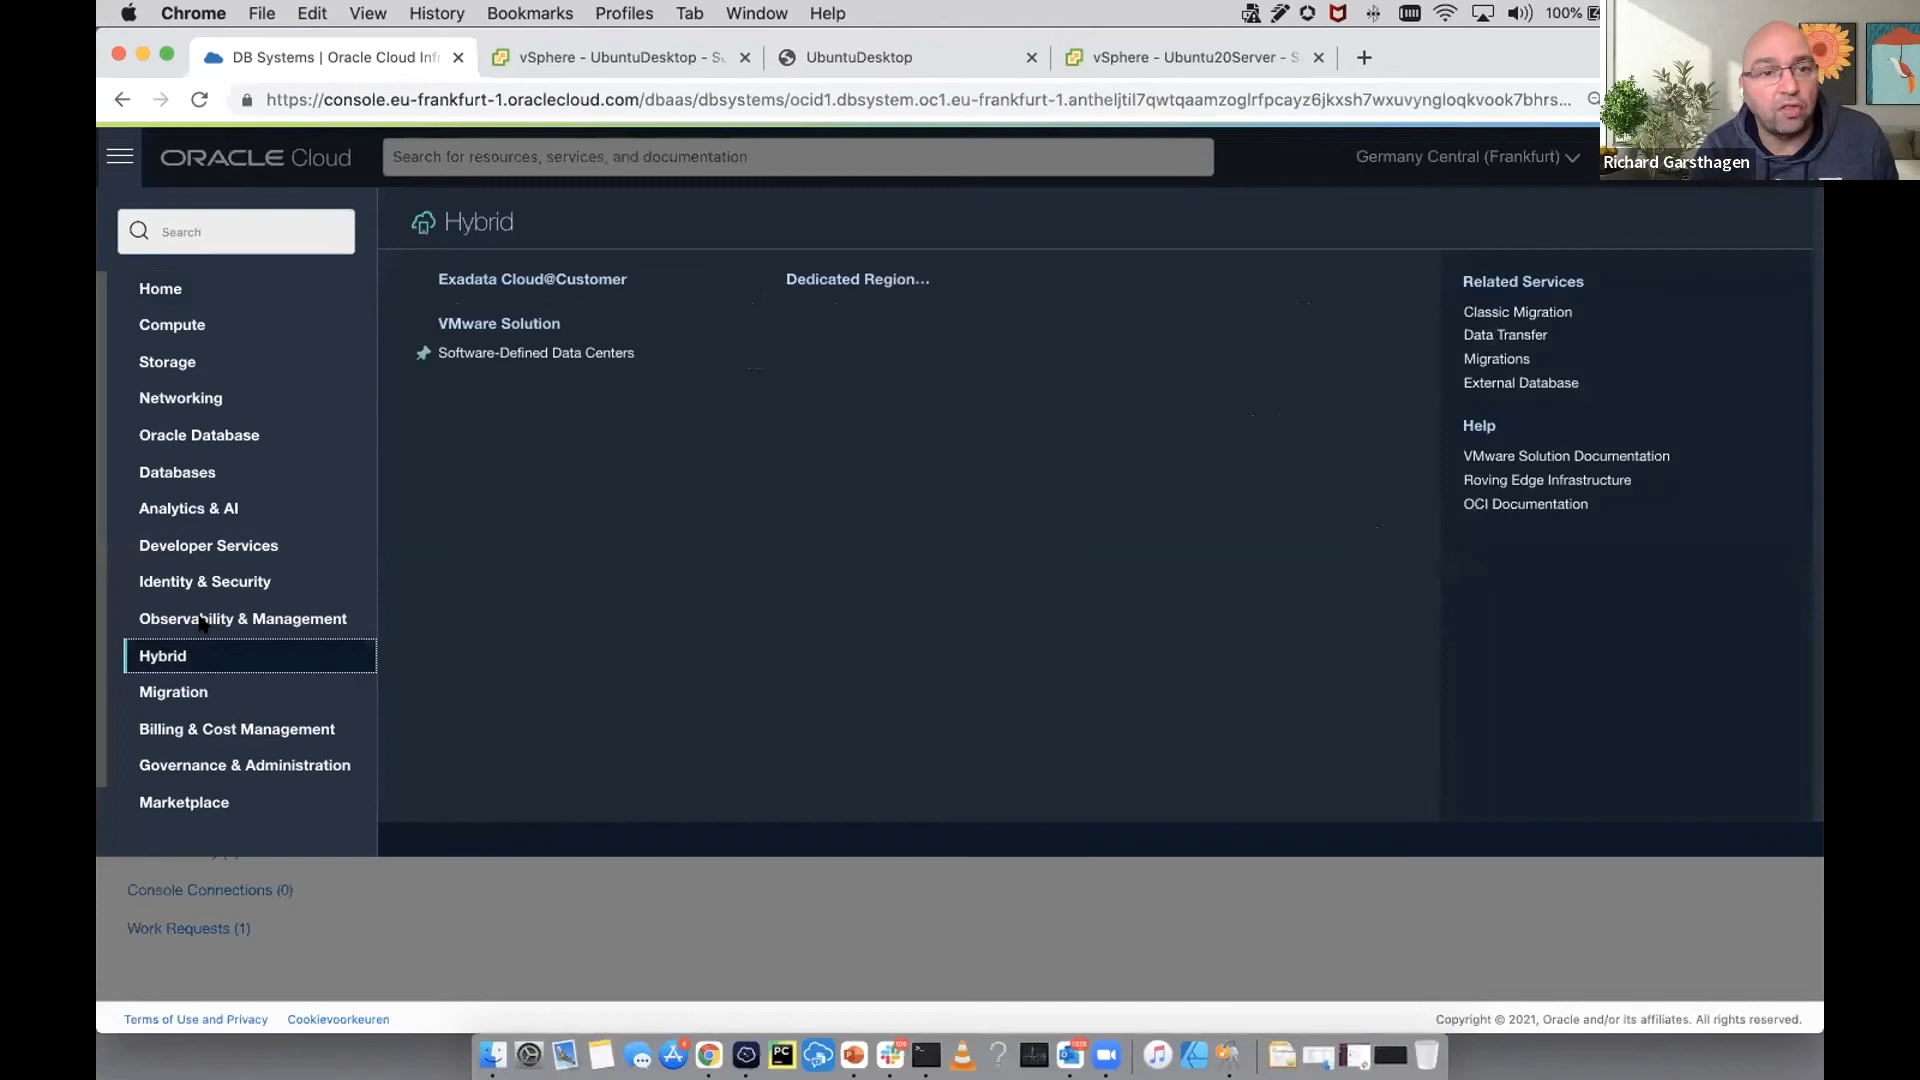 Chrome File Edit View History Bookmarks Profiles Tab Window Help 100%
DB Systems | Oracle Cloud Infr
vSphere - UbuntuDesktop - Su
UbuntuDesktop
vSphere - Ubuntu20Server - S
https://console.eu-frankfurt-1.oraclecloud.com/dbaas/dbsystems/ocid1.dbsystem.oc1.eu-frankfurt-1.antheljtil7qwtqaamzoglrfpcayz6jkxsh7wxuvyngloqkvook7bhrs...
Richard Garsthagen
ORACLE Cloud
Search for resources, services, and documentation
Germany Central (Frankfurt)
Search
Home
Compute
Storage
Networking
Oracle Database
Databases
Analytics & AI
Developer Services
Identity & Security
Observability & Management
Hybrid
Migration
Billing & Cost Management
Governance & Administration
Marketplace
Hybrid
Exadata Cloud@Customer
Dedicated Region...
VMware Solution
Software-Defined Data Centers
Related Services
Classic Migration
Data Transfer
Migrations
External Database
Help
VMware Solution Documentation
Roving Edge Infrastructure
OCI Documentation
Console Connections (0)
Work Requests (1)
Terms of Use and Privacy
Cookievoorkeuren
Copyright © 2021, Oracle and/or its affiliates. All rights reserved.
PC